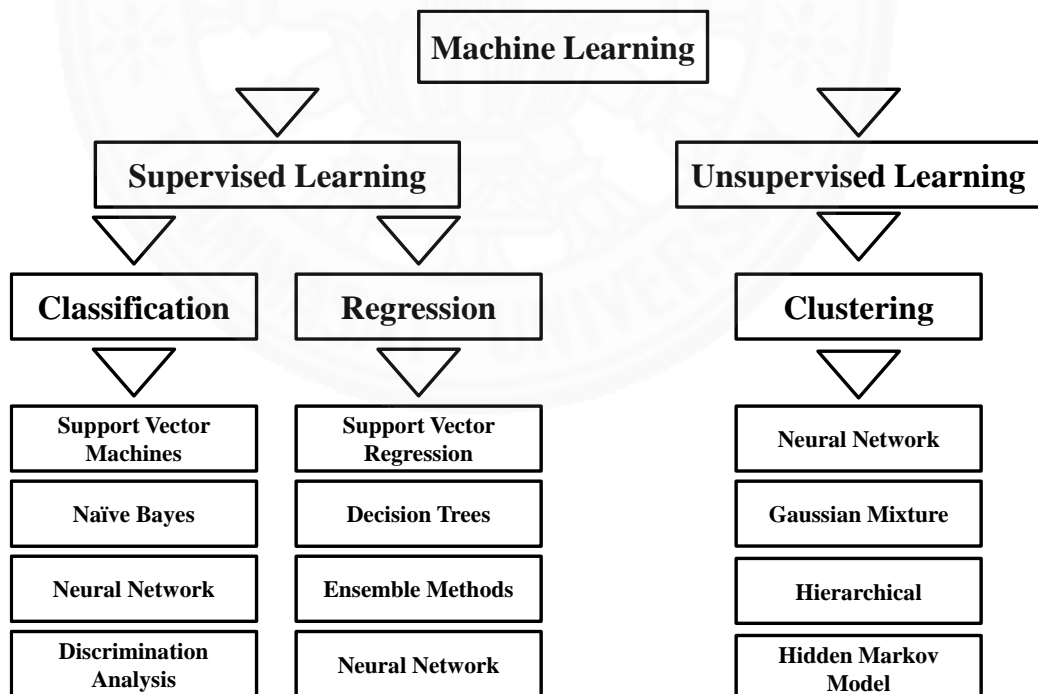 Machine Learning
Supervised Learning
Unsupervised Learning
Classification
Regression
Clustering
Support Vector
Machines
Naïve Bayes
Neural Network
Discrimination
Analysis
Support Vector
Regression
Decision Trees
Ensemble Methods
Neural Network
Neural Network
Gaussian Mixture
Hierarchical
Hidden Markov
Model